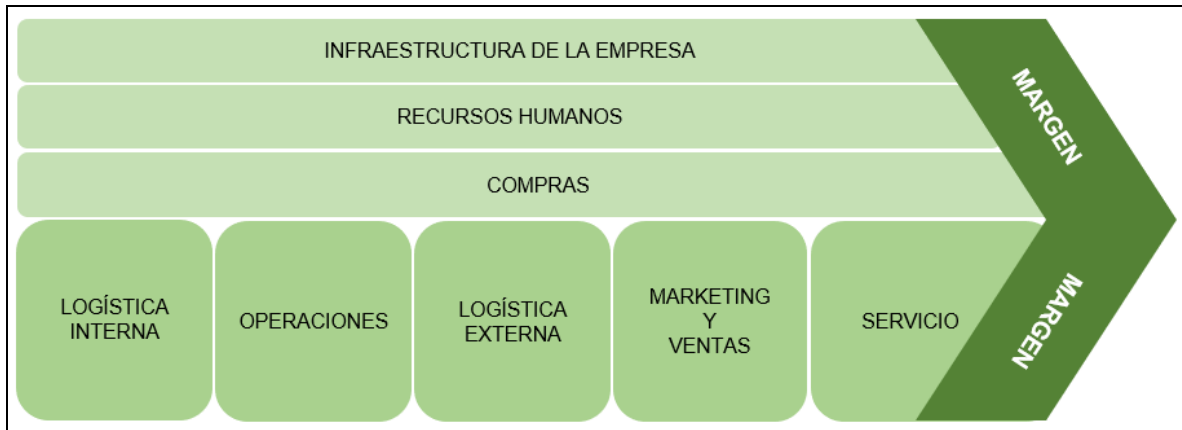 INFRAESTRUCTURA DE LA EMPRESA
RECURSOS HUMANOS
COMPRAS
MARGEN
LOGÍSTICA
INTERNA
OPERACIONES
LOGÍSTICA
EXTERNA
MARKETING
Y
VENTAS
SERVICIO
MARGEN